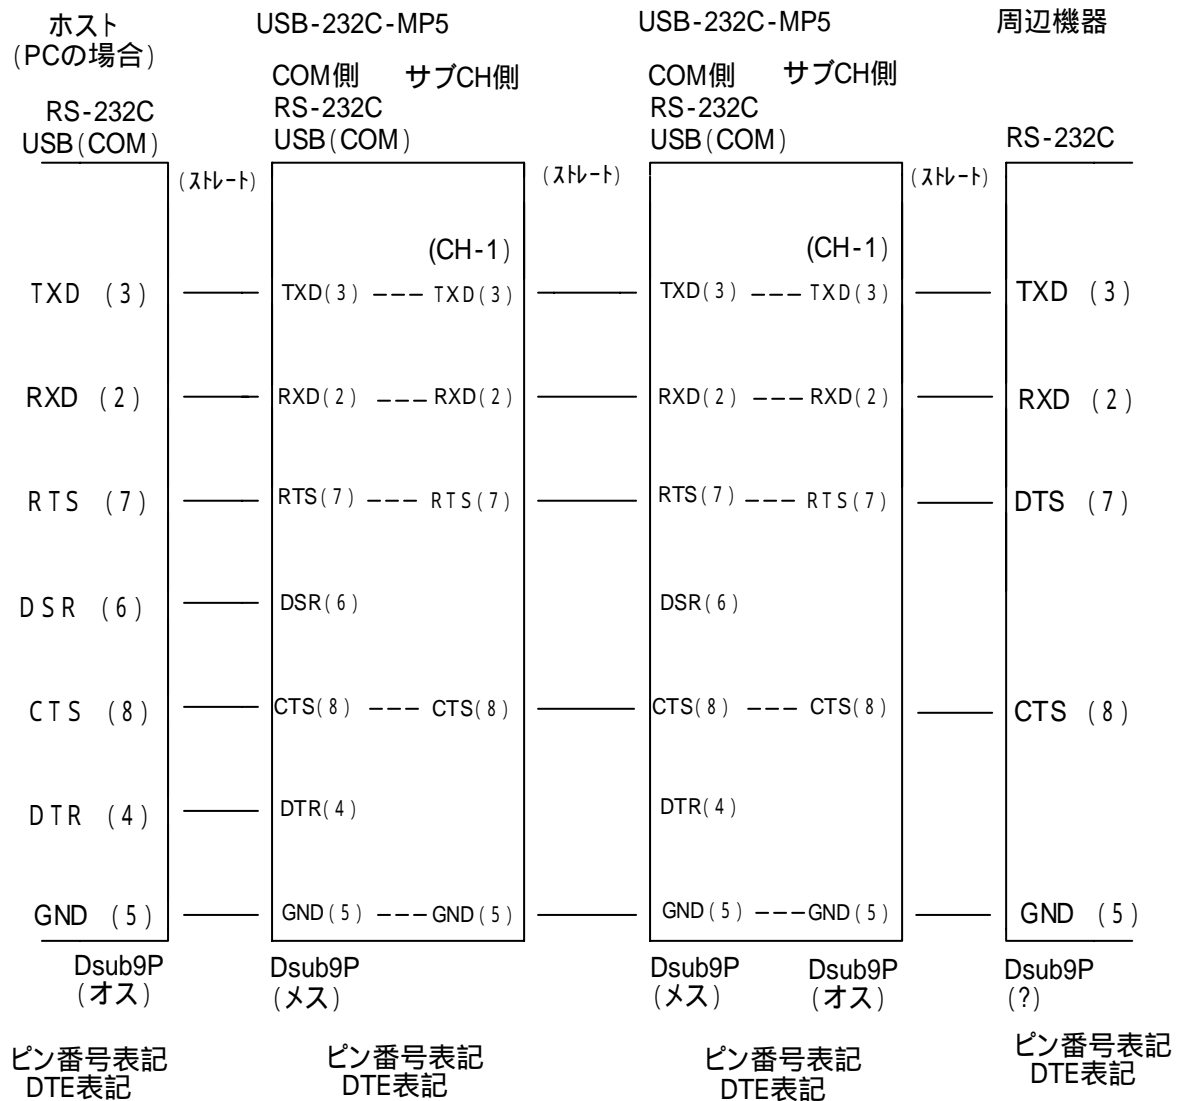 ホスト
(PCの場合)
USB-232C-MP5
USB-232C-MP5
周辺機器
COM側 サブCH側
RS-232C
USB(COM)
COM側 サブCH側
RS-232C
USB(COM)
RS-232C
USB(COM)
RS-232C
(ストレート)
(ストレート)
(ストレート)
(CH-1)
(CH-1)
TXD (3) TXD(3) --- TXD(3) TXD(3) --- TXD(3) TXD (3)
RXD (2) RXD(2) --- RXD(2) RXD(2) --- RXD(2) RXD (2)
RTS (7) RTS(7) --- RTS(7) RTS(7) --- RTS(7) DTS (7)
DSR (6) DSR(6) DSR(6)
CTS (8) CTS(8) --- CTS(8) CTS(8) --- CTS(8) CTS (8)
DTR (4) DTR(4) DTR(4)
GND (5) GND(5) --- GND(5) GND(5) --- GND(5) GND (5)
Dsub9P
(オス)
Dsub9P
(メス)
Dsub9P
(メス)
Dsub9P
(オス)
Dsub9P
(?)
ピン番号表記
DTE表記
ピン番号表記
DTE表記
ピン番号表記
DTE表記
ピン番号表記
DTE表記